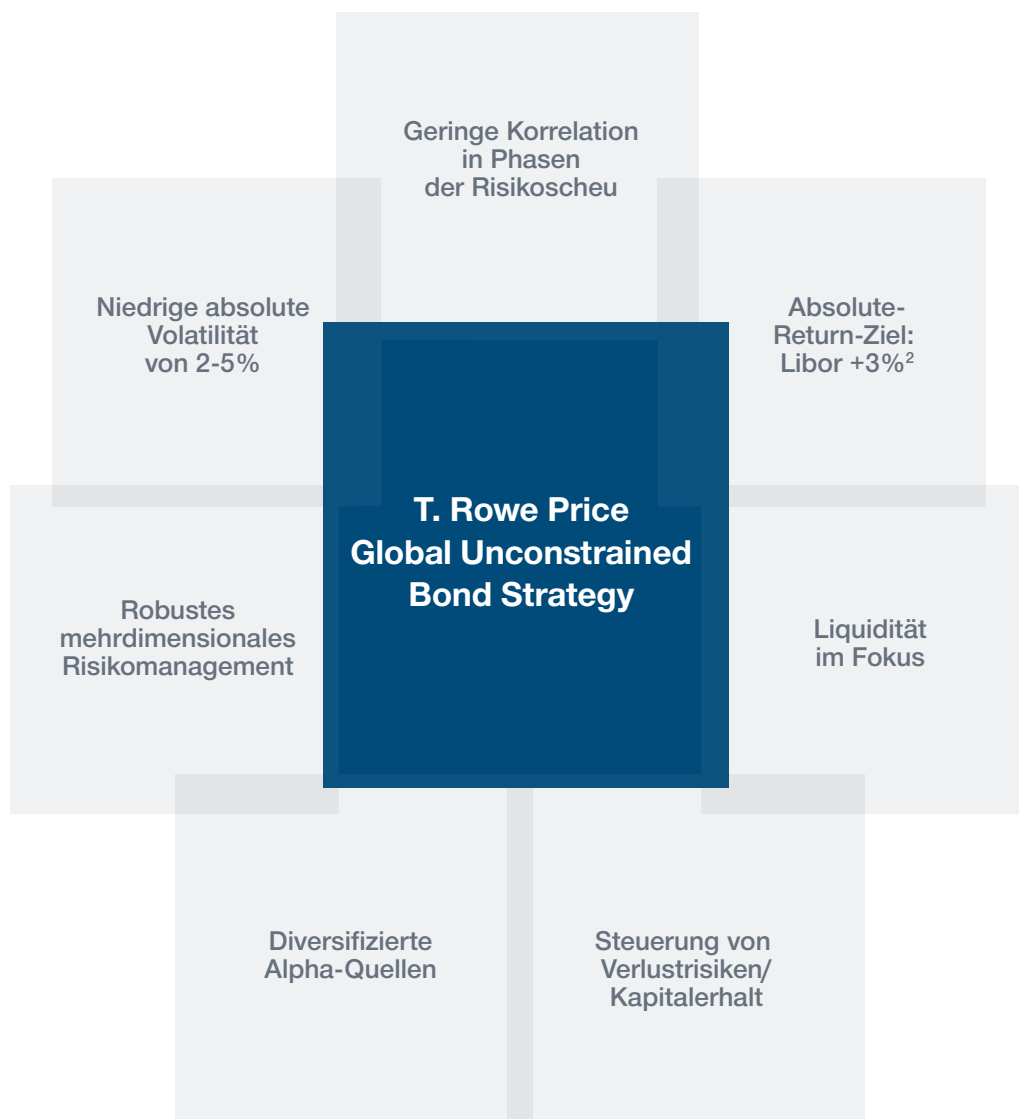 Geringe Korrelation
in Phasen
der Risikoscheu
Niedrige absolute
Volatilität
von 2-5%
Absolute-
Return-Ziel:
Libor +3%²
T. Rowe Price
Global Unconstrained
Bond Strategy
Robustes
mehrdimensionales
Risikomanagement
Liquidität
im Fokus
Diversifizierte
Alpha-Quellen
Steuerung von
Verlustrisiken/
Kapitalerhalt